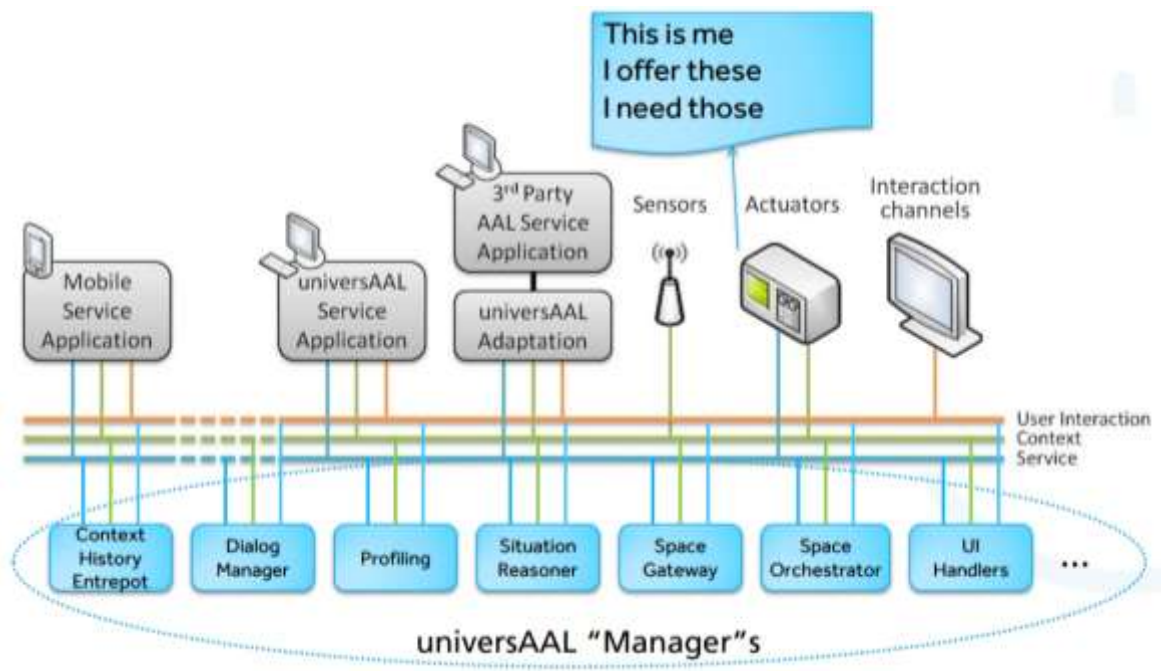 This is me
I offer these
I need those
3rd Party
AAL Service
Application
Sensors
Actuators
Interaction
channels
Mobile
Service
Application
universAAL
Service
Application
universAAL
Adaptation
User Interaction
Context
Service
Context
History
Entrepot
Dialog
Manager
Profiling
Situation
Reasoner
Space
Gateway
Space
Orchestrator
UI
Handlers
...
universAAL “Manager”s